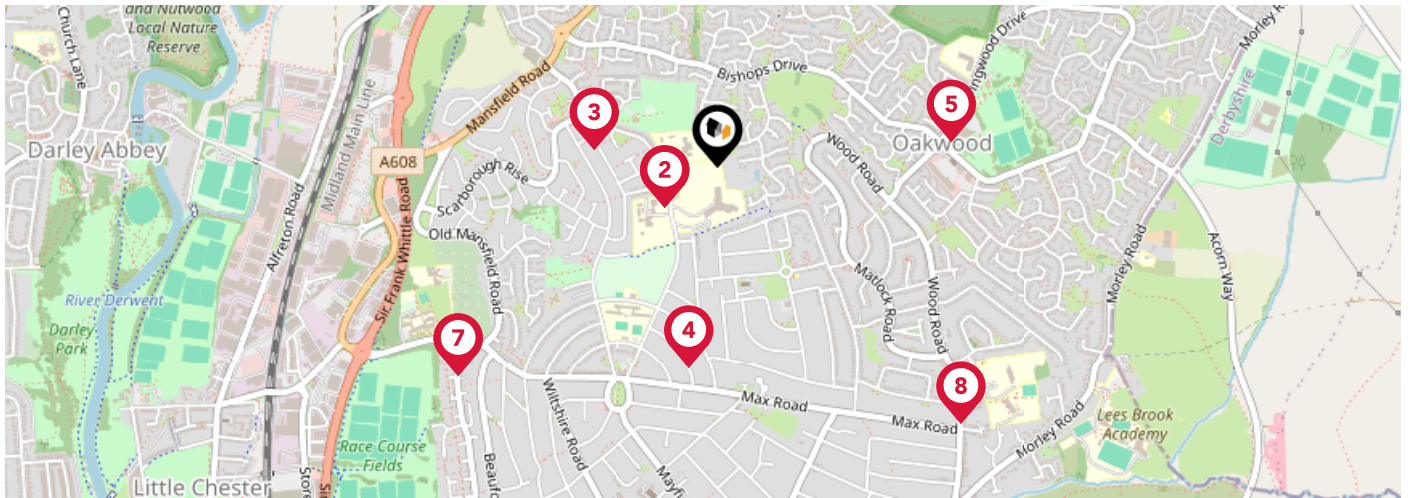 and Nutwood
Local Nature
Reserve
Church Lane
Darley Abbey
River Derwent
Darley
Park
Alfreton Road
Midland Main Line
Little Chester
A608
Mansfield Road
Scarborough Rise
Old Mansfield Road
Sir Frank Whittle Road
Race Course
Fields
Wiltshire Road
Max Road
Max Road
Bishops Drive
Wood Road
Wood Road
Matlock Road
Oakwood
Morley Road
Morley Road
Morley Road
Derbyshire
Acorn Way
Lees Brook
Academy
3
2
5
4
7
8